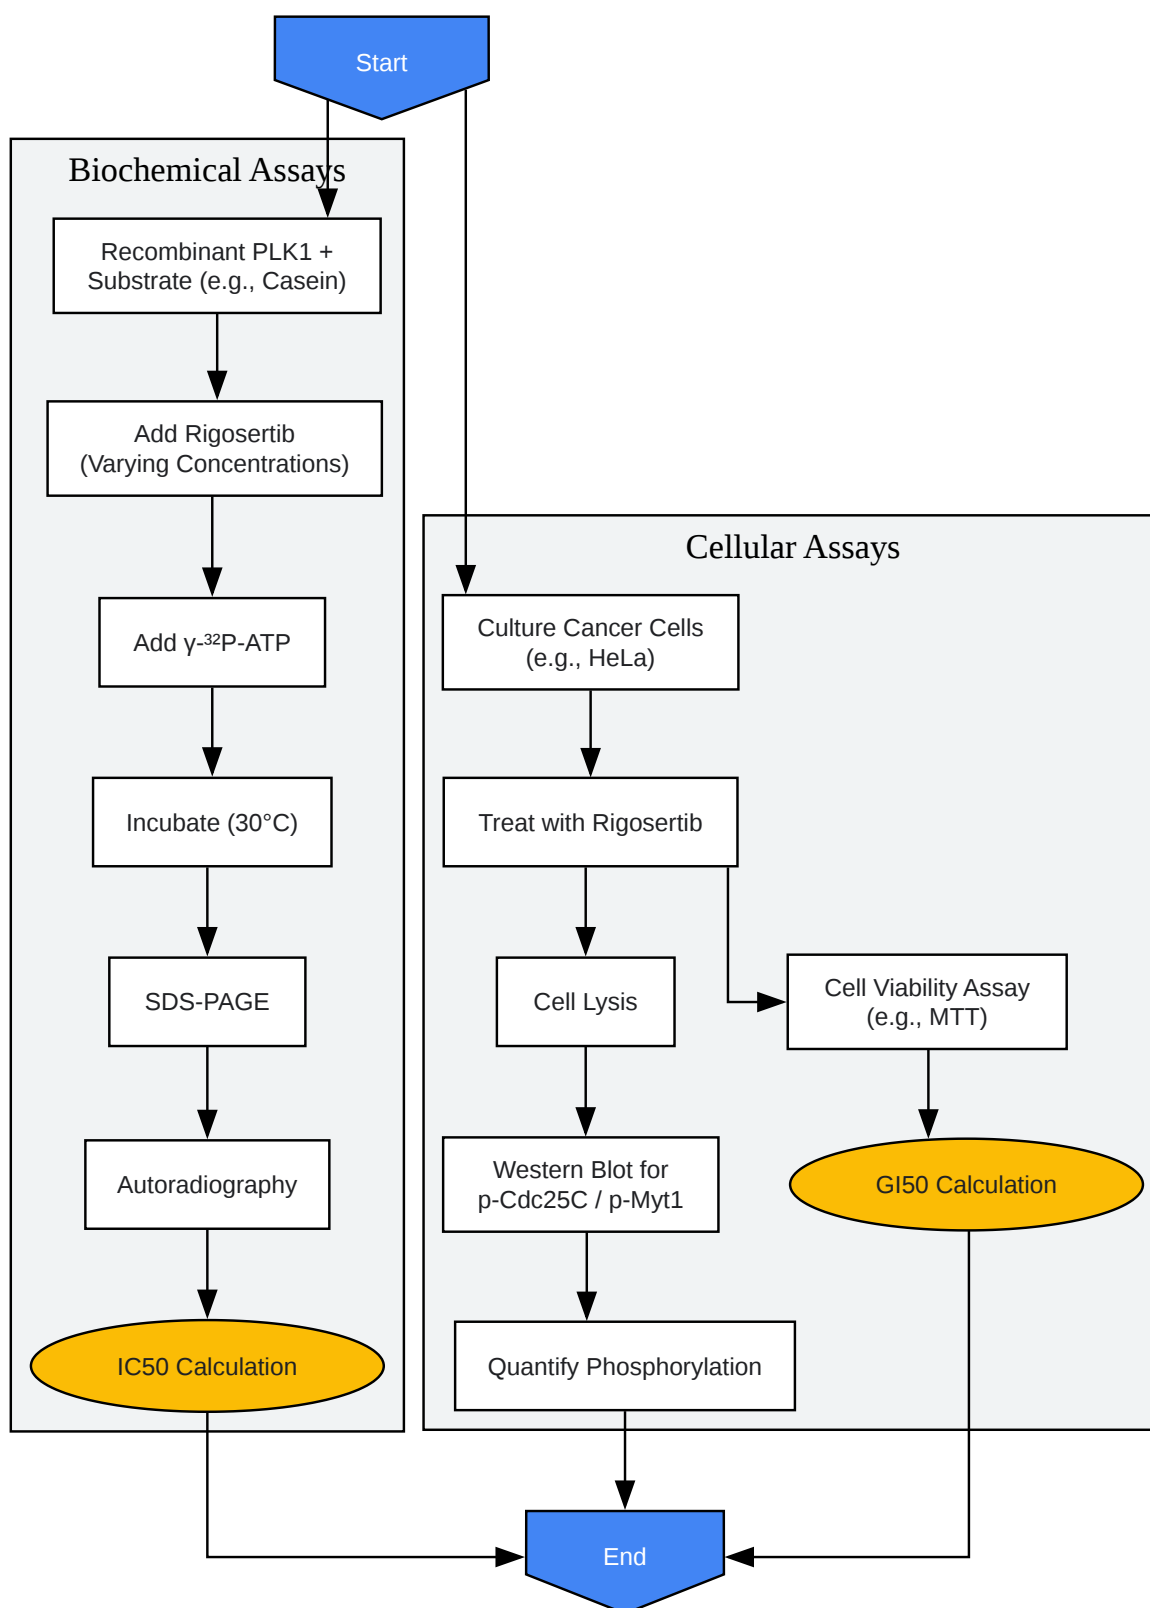 Start
Biochemical Assays
Recombinant PLK1 +
Substrate (e.g., Casein)
Add Rigosertib
(Varying Concentrations)
Add γ-³²P-ATP
Incubate (30°C)
SDS-PAGE
Autoradiography
IC50 Calculation
Cellular Assays
Culture Cancer Cells
(e.g., HeLa)
Treat with Rigosertib
Cell Lysis
Cell Viability Assay
(e.g., MTT)
Western Blot for
p-Cdc25C / p-Myt1
GI50 Calculation
Quantify Phosphorylation
End